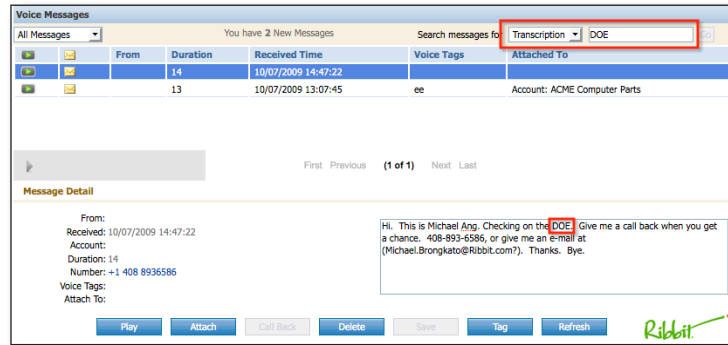 Voice Messages
All Messages You have 2 New Messages Search messages fo Transcription DOE Go
From Duration Received Time Voice Tags Attached To
14 10/07/2009 14:47:22
13 10/07/2009 13:07:45 ee Account: ACME Computer Parts
First Previous (1 of 1) Next Last
Message Detail
From:
Received: 10/07/2009 14:47:22
Account:
Duration: 14
Number: +1 408 8936586
Voice Tags:
Attach To:
Hi. This is Michael Ang. Checking on the DOE. Give me a call back when you get
a chance. 408-893-6586, or give me an e-mail at
(Michael.Brongkato@Ribbit.com?). Thanks. Bye.
Play Attach Call Back Delete Save Tag Refresh
Ribbit